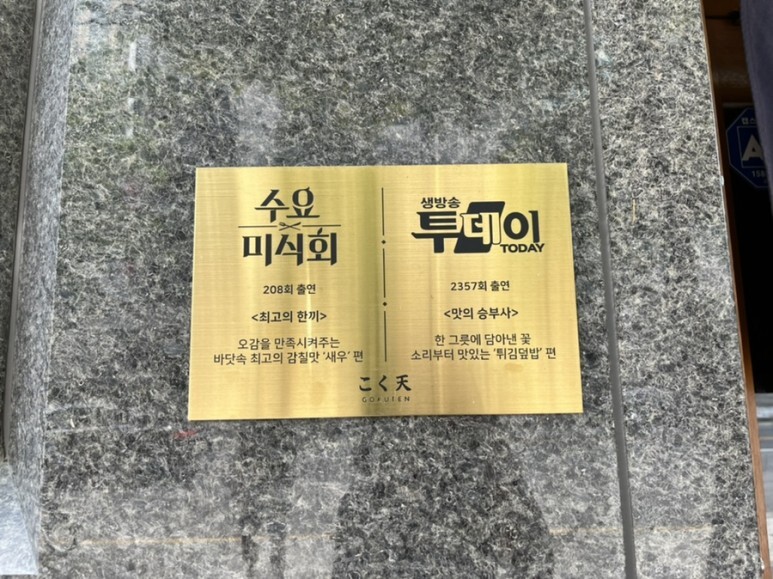 수요
미식회
208회 출연
<최고의 한끼>
오감을 만족시켜주는
바닷속 최고의 감칠맛 '새우' 편
생방송
투데이
TODAY
2357회 출연
<맛의 승부사>
한 그릇에 담아낸 꽃
소리부터 맛있는 '튀김덮밥' 편
こく天
GOKUTEN